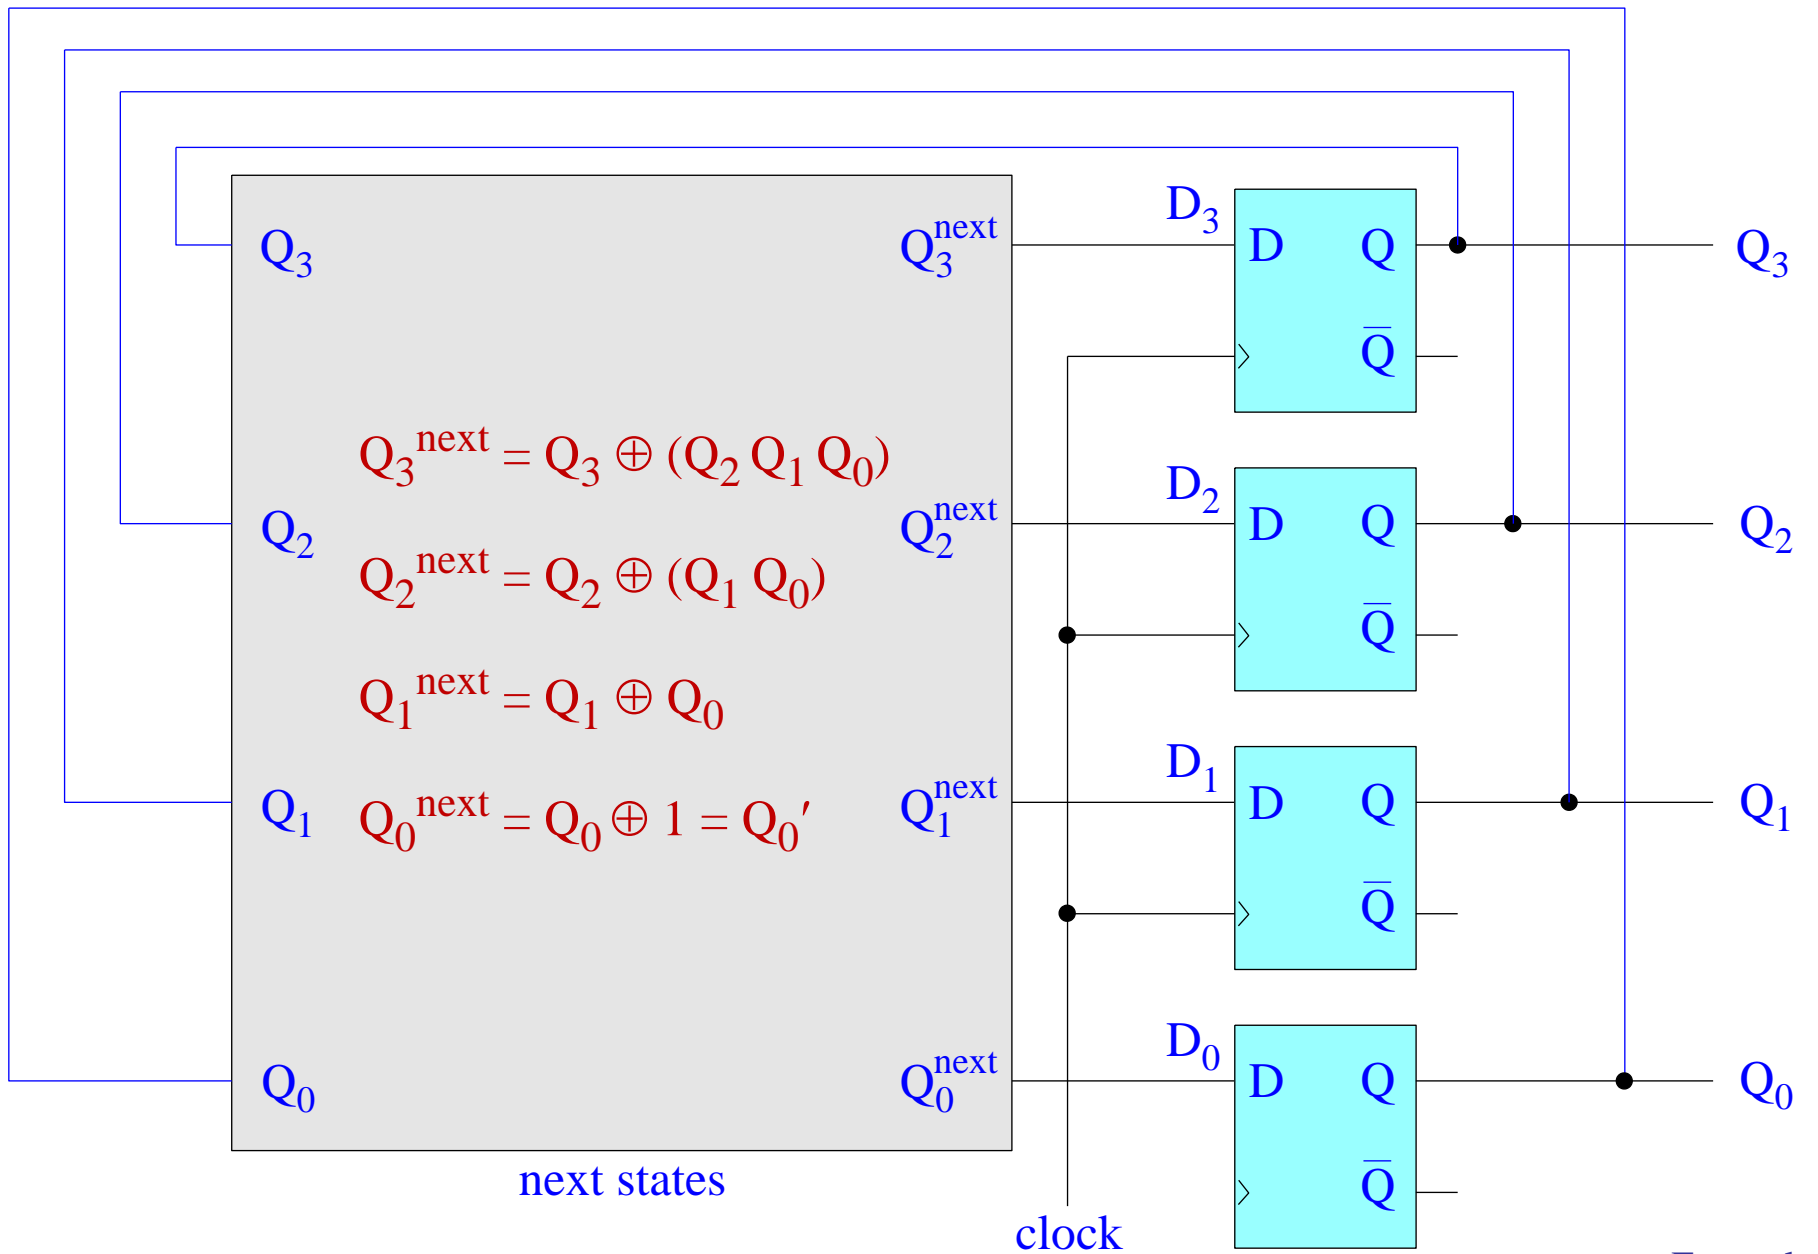 D₃
Q₃ Q₃ⁿᵉˣᵗ D Q Q₃
Q̅
Q₃ⁿᵉˣᵗ = Q₃ ⊕ (Q₂ Q₁ Q₀)
D₂
Q₂ Q₂ⁿᵉˣᵗ D Q Q₂
Q₂ⁿᵉˣᵗ = Q₂ ⊕ (Q₁ Q₀)
Q̅
Q₁ⁿᵉˣᵗ = Q₁ ⊕ Q₀
D₁
Q₁ Q₀ⁿᵉˣᵗ = Q₀ ⊕ 1 = Q₀′ Q₁ⁿᵉˣᵗ D Q Q₁
Q̅
D₀
Q₀ Q₀ⁿᵉˣᵗ D Q Q₀
next states Q̅
clock